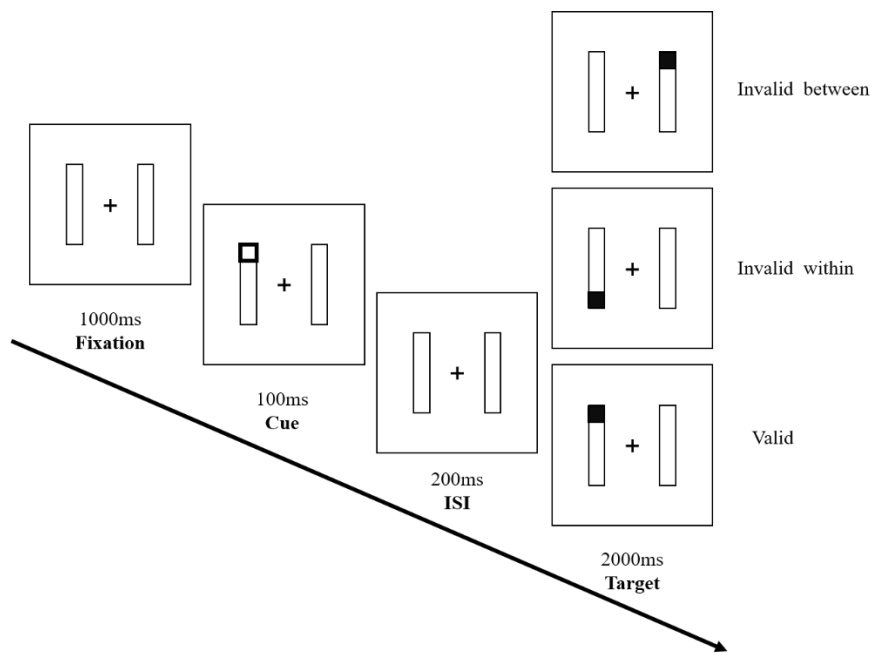 1000ms
Fixation
100ms
Cue
200ms
ISI
2000ms
Target
Invalid between
Invalid within
Valid